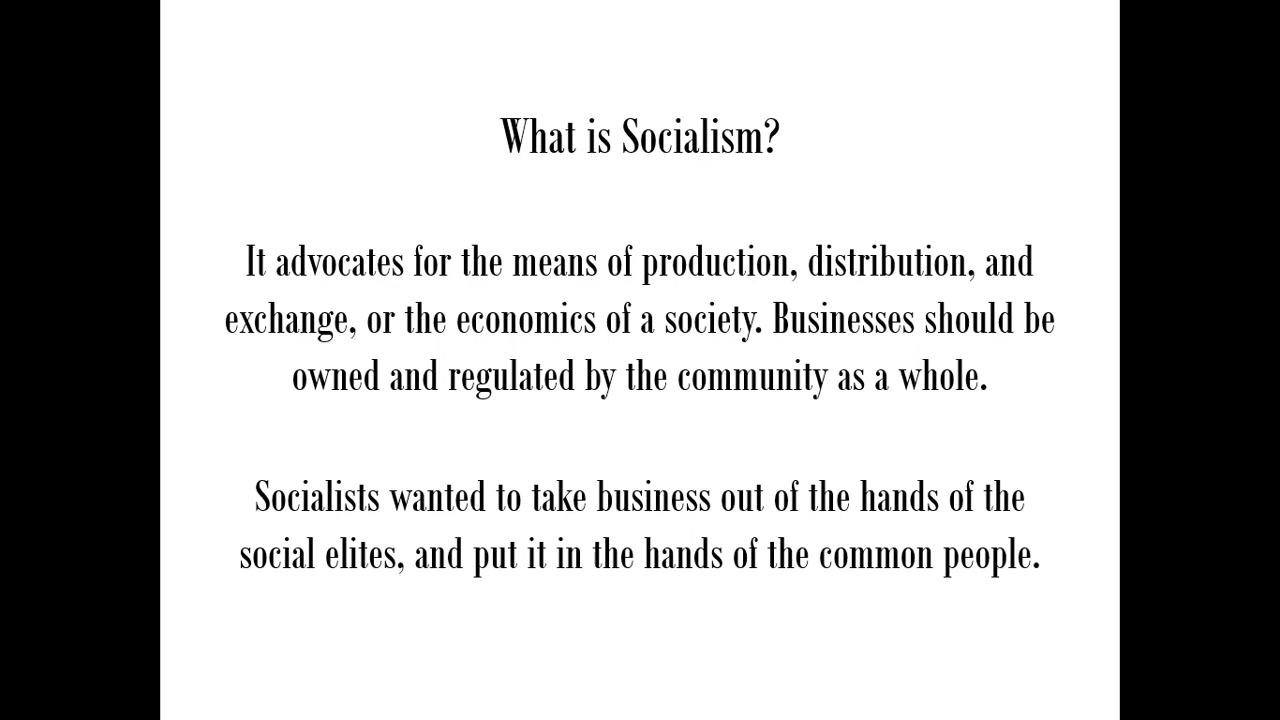 What is Socialism?
It advocates for the means of production, distribution, and
exchange, or the economics of a society. Businesses should be
owned and regulated by the community as a whole.
Socialists wanted to take business out of the hands of the
social elites, and put it in the hands of the common people.